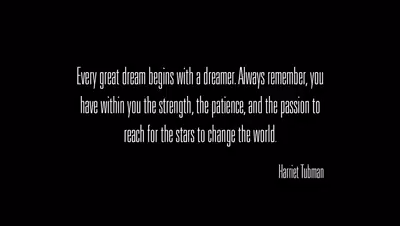 Every great dream begins with a dreamer. Always remember, you
have within you the strength, the patience, and the passion to
reach for the stars to change the world.
Harriet Tubman